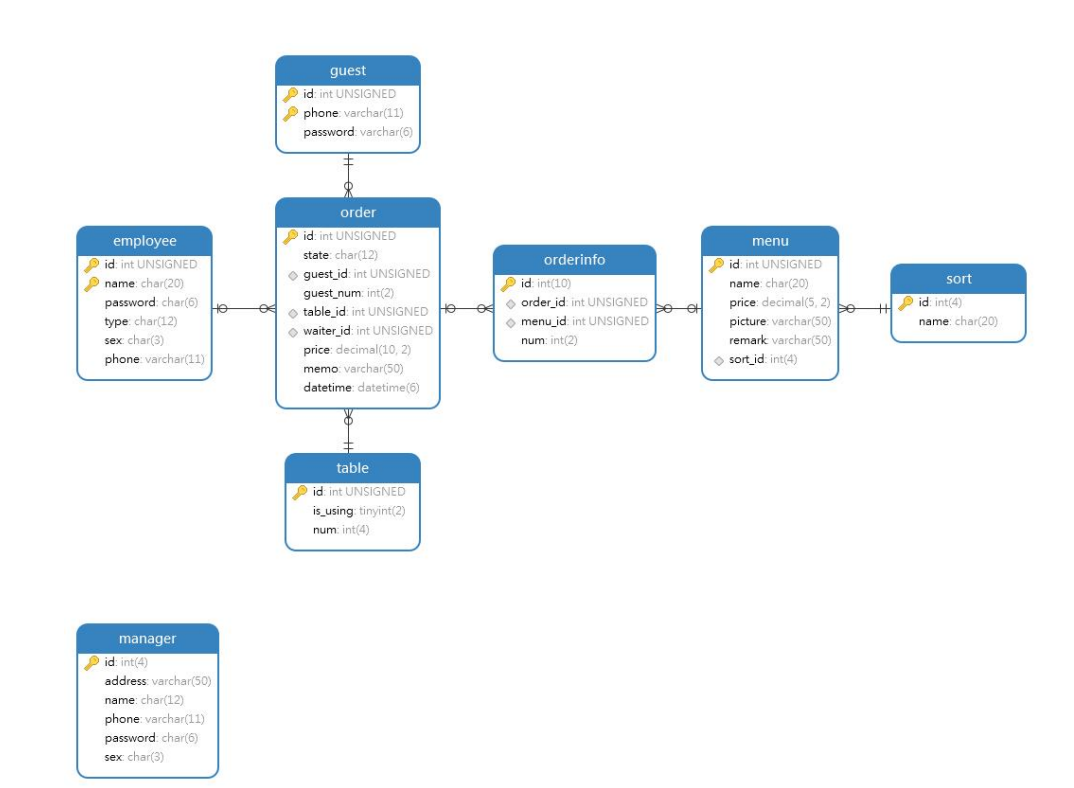 guest
id: int UNSIGNED
phone: varchar(11)
password: varchar(6)
order
id: int UNSIGNED
state: char(12)
guest_id: int UNSIGNED
guest_num: int(2)
table_id: int UNSIGNED
waiter_id: int UNSIGNED
price: decimal(10, 2)
memo: varchar(50)
datetime: datetime(6)
employee
id: int UNSIGNED
name: char(20)
password: char(6)
type: char(12)
sex: char(3)
phone: varchar(11)
orderinfo
id: int(10)
order_id: int UNSIGNED
menu_id: int UNSIGNED
num: int(2)
menu
id: int UNSIGNED
name: char(20)
price: decimal(5, 2)
picture: varchar(50)
remark: varchar(50)
sort_id: int(4)
sort
id: int(4)
name: char(20)
table
id: int UNSIGNED
is_using: tinyint(2)
num: int(4)
manager
id: int(4)
address: varchar(50)
name: char(12)
phone: varchar(11)
password: char(6)
sex: char(3)